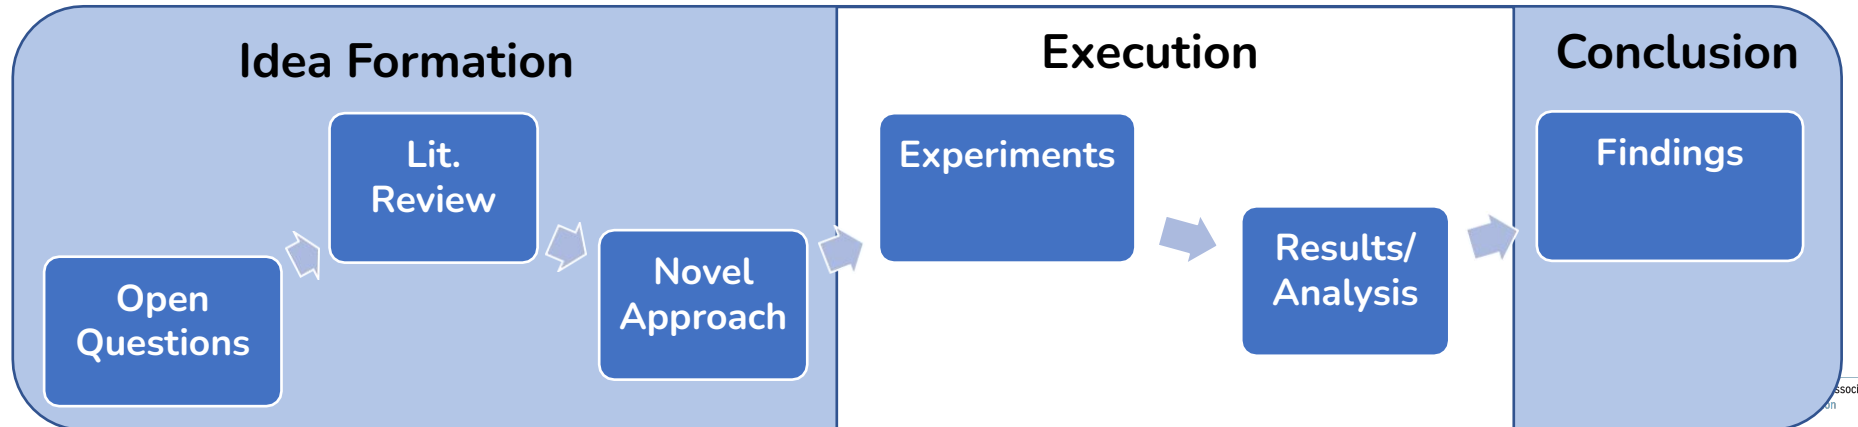 Idea Formation
Execution
Conclusion
Open
Questions
Lit.
Review
Novel
Approach
Experiments
Results/
Analysis
Findings